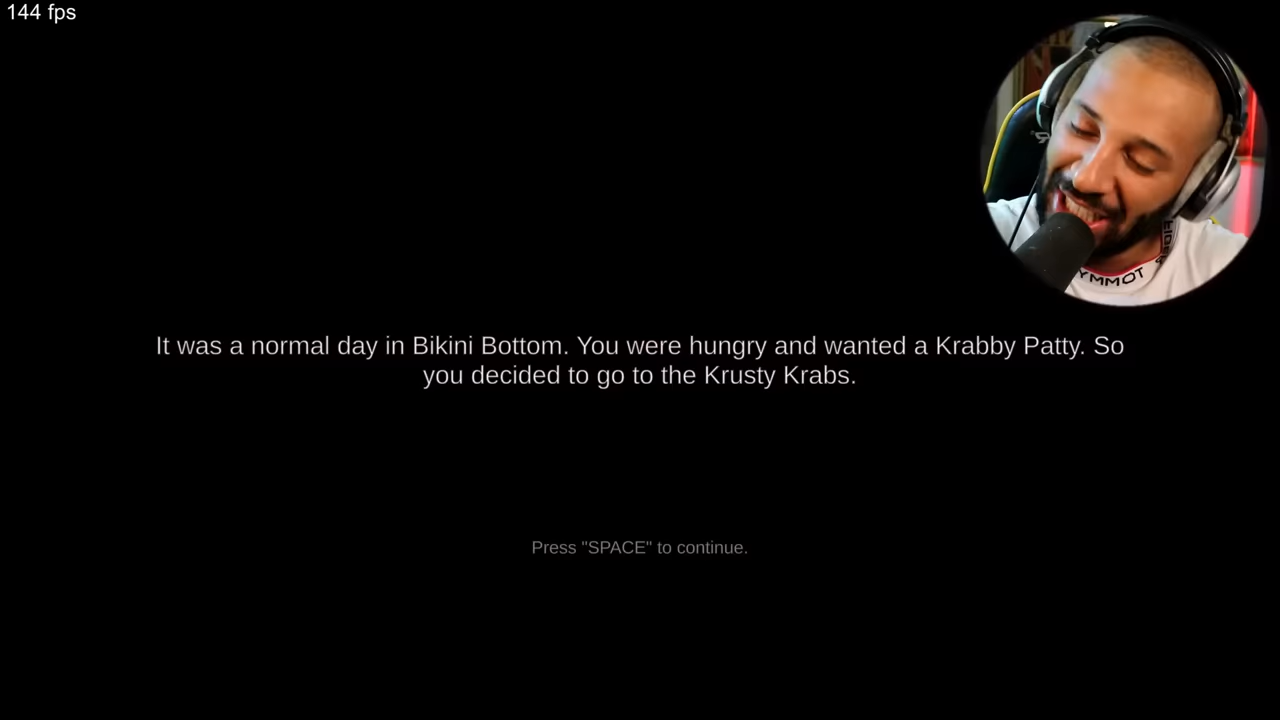 144 fps
YMMOT
It was a normal day in Bikini Bottom. You were hungry and wanted a Krabby Patty. So
you decided to go to the Krusty Krabs.
Press "SPACE" to continue.